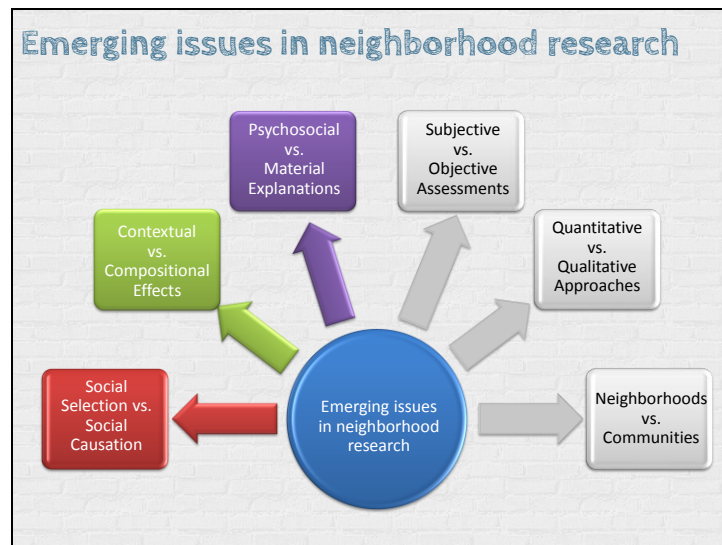 Emerging issues in neighborhood research
Psychosocial
vs.
Material
Explanations
Subjective
vs.
Objective
Assessments
Contextual
vs.
Compositional
Effects
Quantitative
vs.
Qualitative
Approaches
Social
Selection vs.
Social
Causation
Emerging issues
in neighborhood
research
Neighborhoods
vs.
Communities